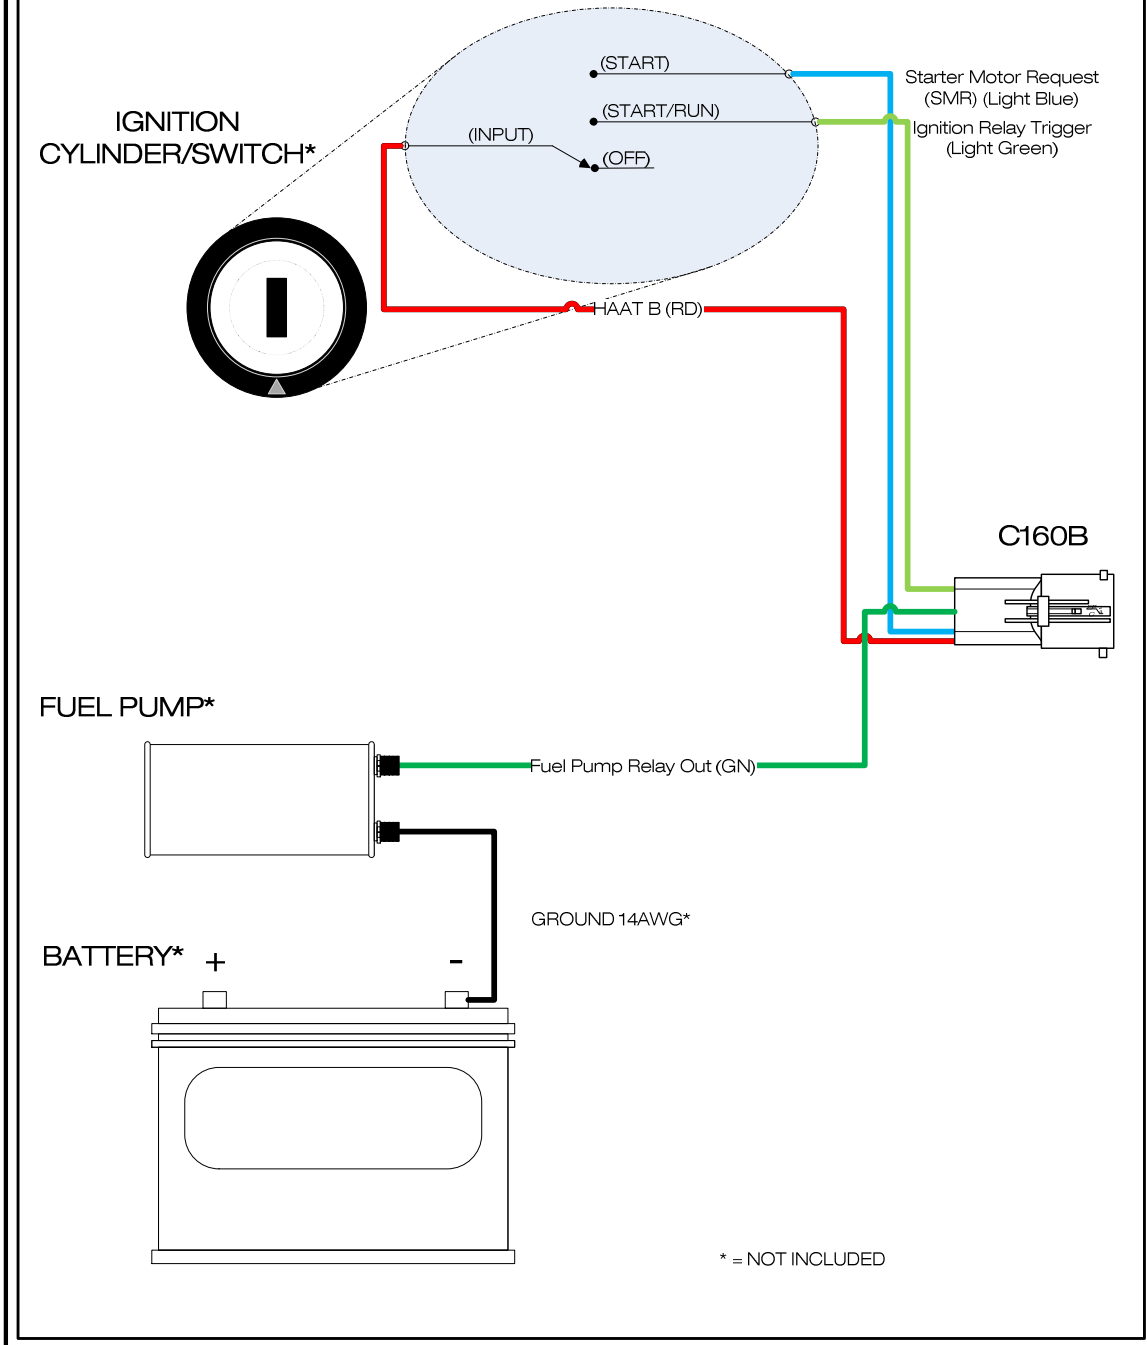 (START)
Starter Motor Request
(SMR) (Light Blue)
IGNITION
CYLINDER/SWITCH*
(START/RUN)
Ignition Relay Trigger
(Light Green)
(INPUT)
(OFF)
HAAT B (RD)
C160B
FUEL PUMP*
Fuel Pump Relay Out (GN)
GROUND 14AWG*
BATTERY*
+
-
* = NOT INCLUDED